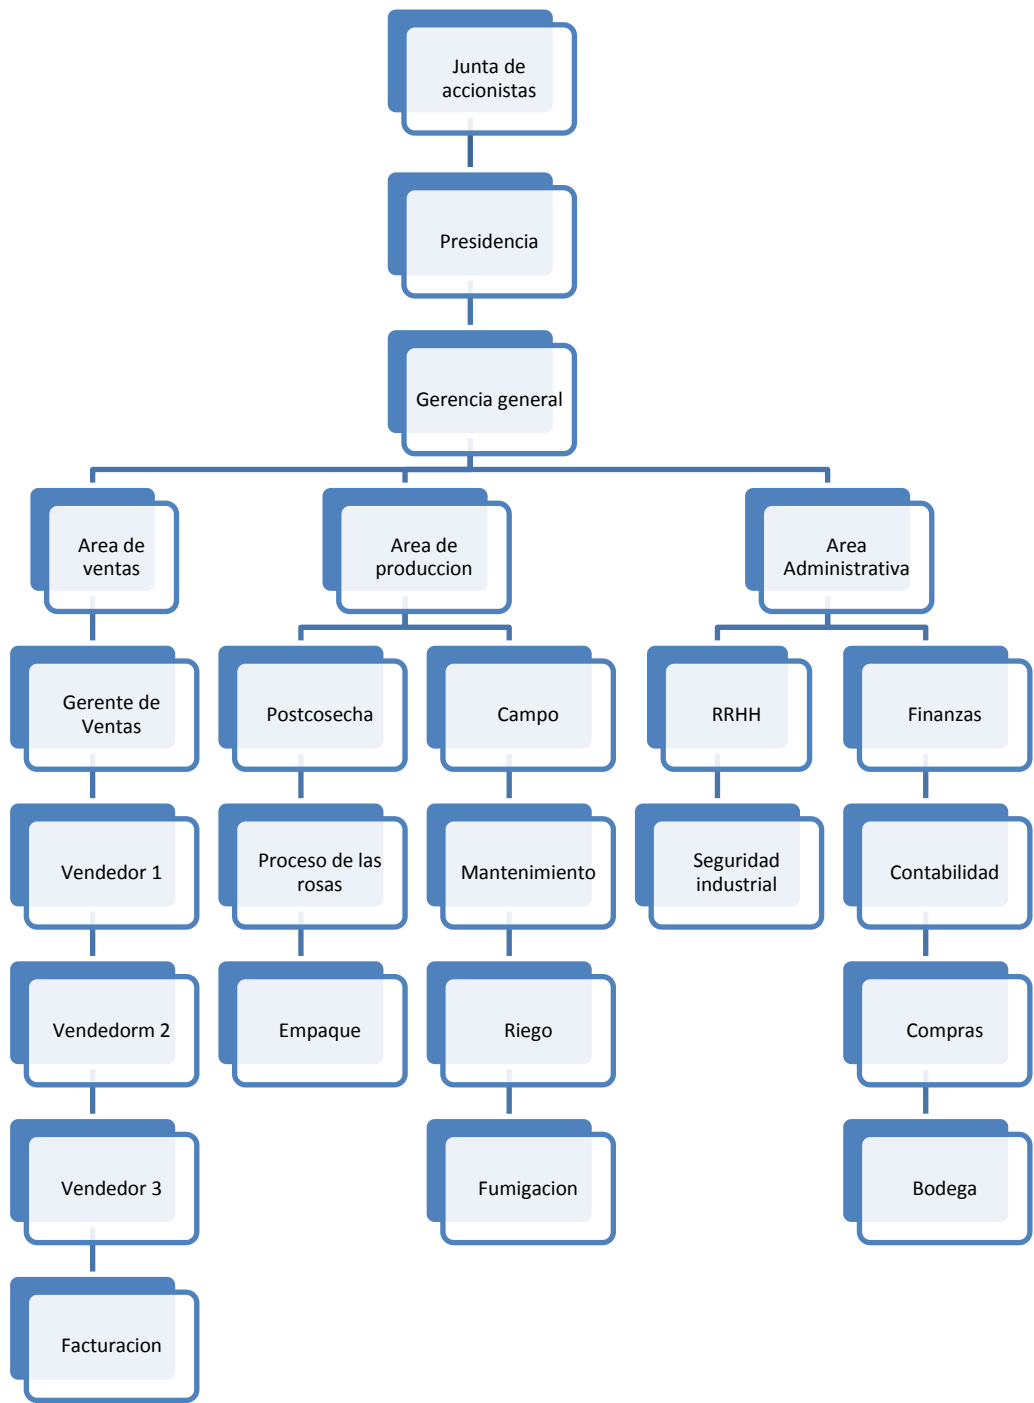 Junta de
accionistas
Presidencia
Gerencia general
Area de
ventas
Area de
produccion
Area
Administrativa
Gerente de
Ventas
Postcosecha
Campo
RRHH
Finanzas
Vendedor 1
Proceso de las
rosas
Mantenimiento
Seguridad
industrial
Contabilidad
Vendedorm 2
Empaque
Riego
Compras
Vendedor 3
Fumigacion
Bodega
Facturacion